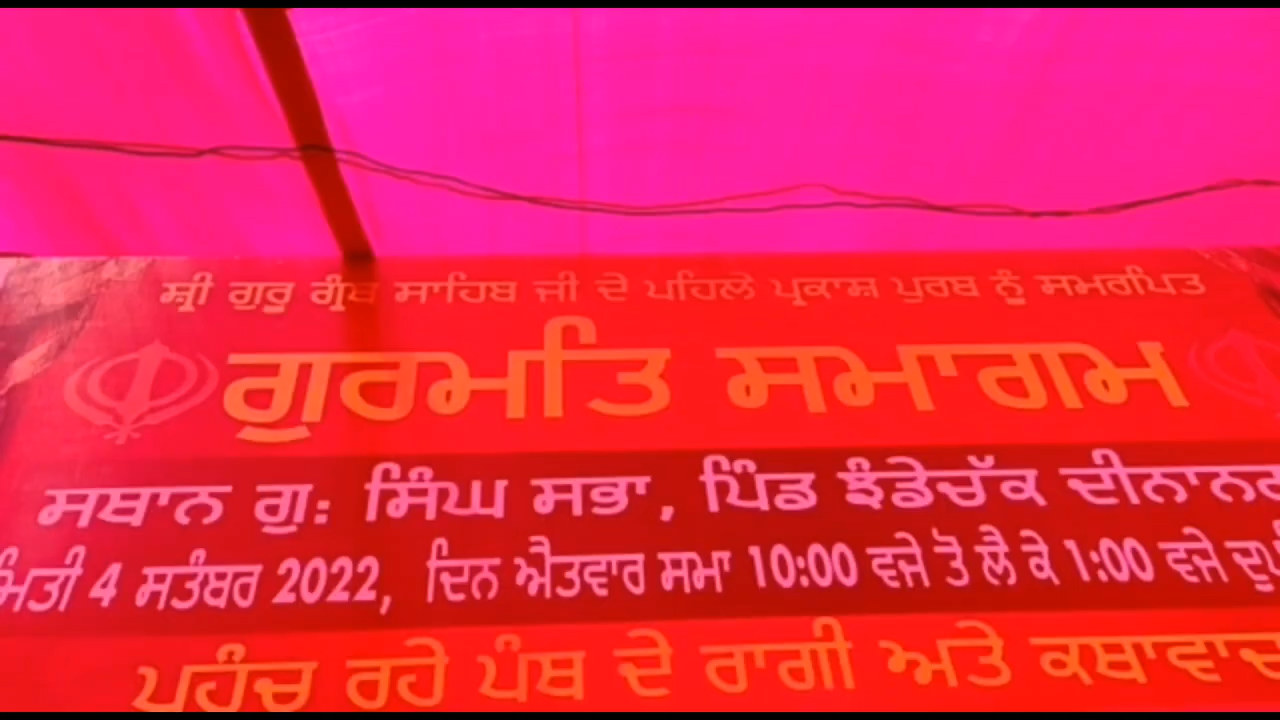 ਸ਼੍ਰੀ ਗੁਰੂ ਗ੍ਰੰਥ ਸਾਹਿਬ ਜੀ ਦੇ ਪਹਿਲੇ ਪ੍ਰਕਾਸ਼ ਪੁਰਬ ਨੂੰ ਸਮਰਪਿਤ
ਗੁਰਮਤਿ ਸਮਾਗਮ
ਸਥਾਨ ਗੁ: ਸਿੰਘ ਸਭਾ, ਪਿੰਡ ਝੰਡੇਚੱਕ
ਮਿਤੀ 4 ਸਤੰਬਰ 2022, ਦਿਨ ਐਤਵਾਰ ਸਮਾਂ 10:00 ਵਜੇ ਤੋਂ ਲੈ ਕੇ 1:00 ਵਜੇ
ਪਹੁੰਚ ਰਹੇ ਪੰਥ ਦੇ ਰਾਗੀ ਅਤੇ